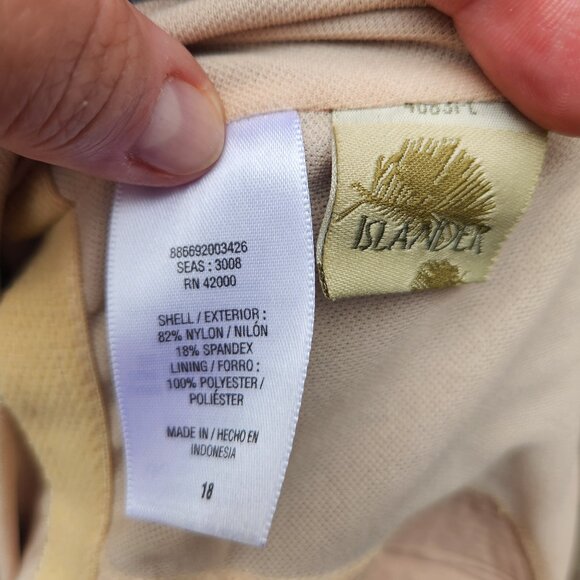 886692003426
SEAS : 3008
RN 42000
SHELL / EXTERIOR :
82% NYLON / NILÓN
18% SPANDEX
LINING / FORRO :
100% POLYESTER /
POLIÉSTER
MADE IN / HECHO EN
INDONESIA
18
ISLANDER